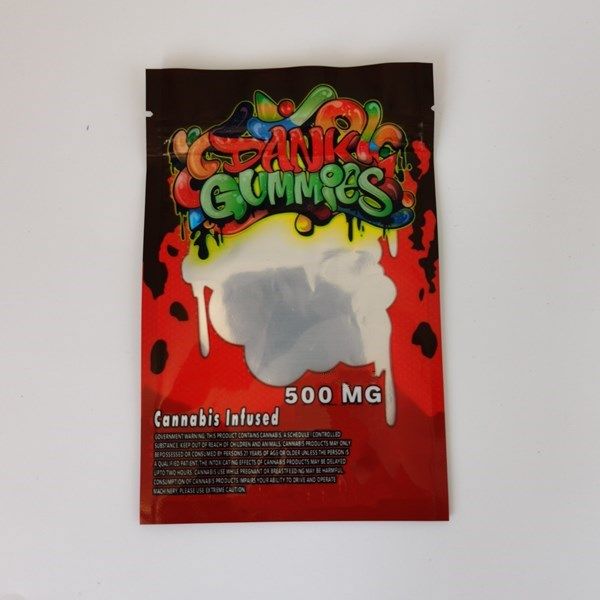 DANK
GUMMIES
500 MG
Cannabis Infused
GOVERNMENT WARNING: THIS PRODUCT CONTAINS CANNABIS, A SCHEDULE I CONTROLLED
SUBSTANCE. KEEP OUT OF REACH OF CHILDREN AND ANIMALS. CANNABIS PRODUCTS MAY ONLY
BEPOSSESSED OR CONSUMED BY PERSONS 21 YEARS OF AGE OR OLDER UNLESS THE PERSON IS
A QUALIFIED PATIENT. THE INTOXICATING EFFECTS OF CANNABIS PRODUCTS MAY BE DELAYED
UPTO TWO HOURS. CANNABIS USE WHILE PREGNANT OR BREASTFEEDING MAY BE HARMFUL.
CONSUMPTION OF CANNABIS PRODUCTS IMPAIRS YOUR ABILITY TO DRIVE AND OPERATE
MACHINERY. PLEASE USE EXTREME CAUTION.